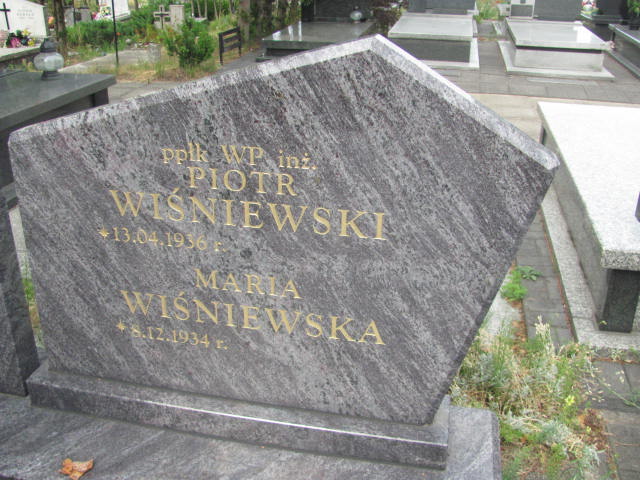 ppłk WP inż.
PIOTR
WIŚNIEWSKI
*13.04.1936 r.
MARIA
WIŚNIEWSKA
*8.12.1934 r.